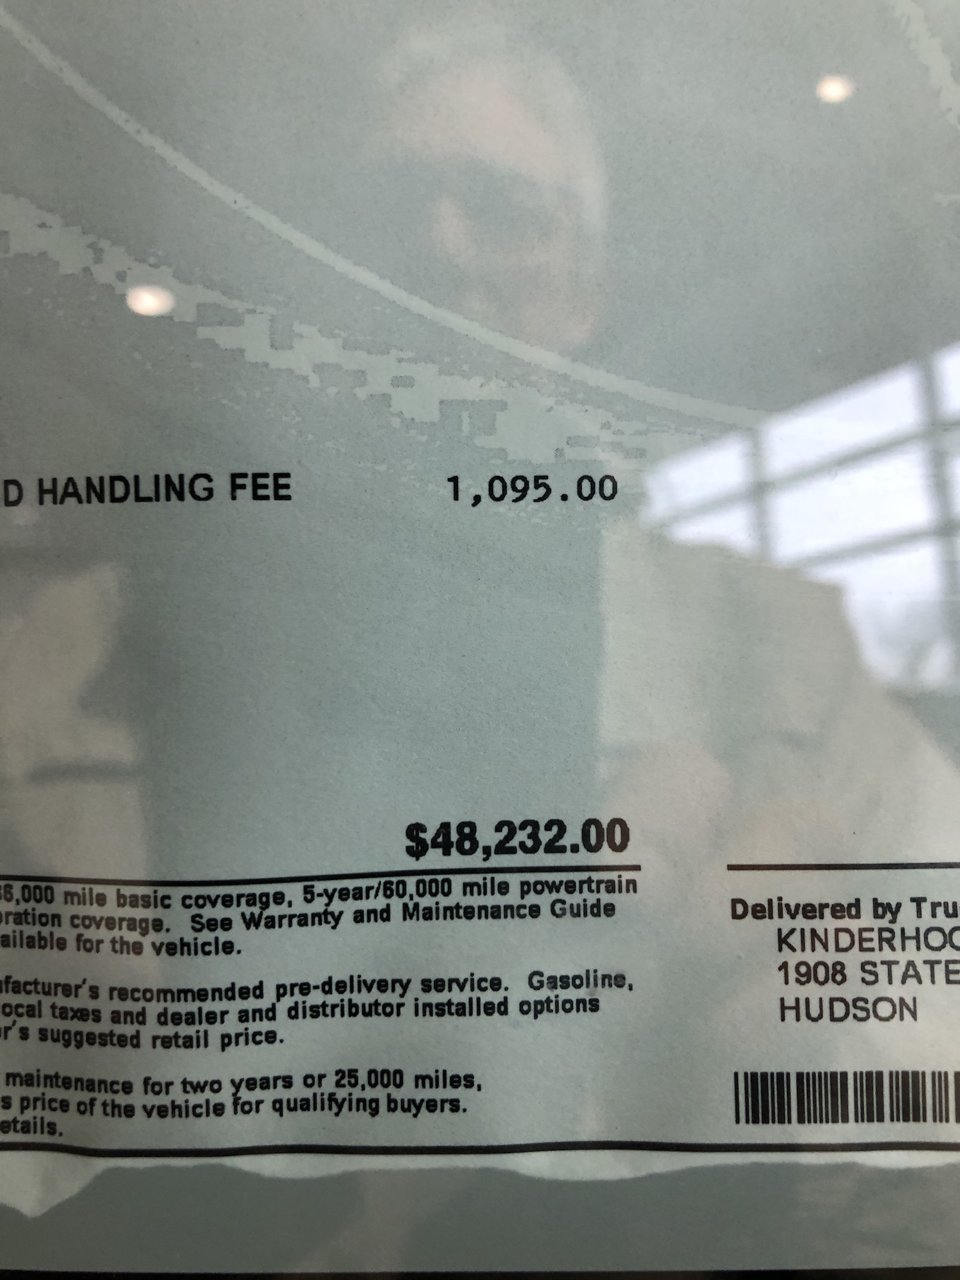 D HANDLING FEE 1,095.00
$48,232.00
36,000 mile basic coverage, 5-year/60,000 mile powertrain
oration coverage. See Warranty and Maintenance Guide
ailable for the vehicle.
ufacturer's recommended pre-delivery service. Gasoline,
ocal taxes and dealer and distributor installed options
er's suggested retail price.
maintenance for two years or 25,000 miles,
s price of the vehicle for qualifying buyers.
etails.
Delivered by Tru
KINDERHOO
1908 STATE
HUDSON